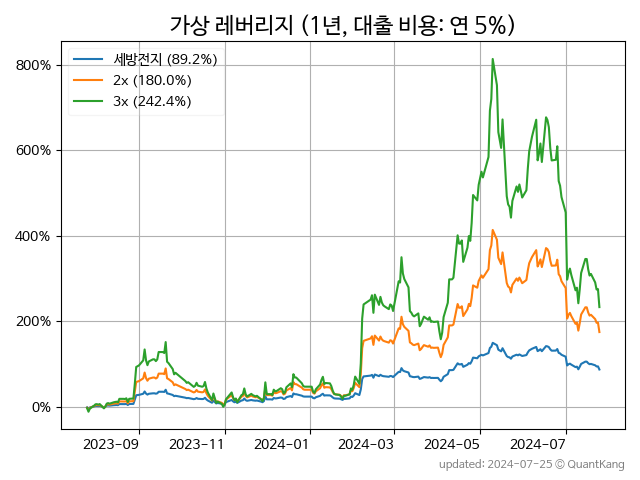 가상 레버리지 (1년, 대출 비용: 연 5%)
세방전지 (89.2%)
2x (180.0%)
3x (242.4%)
800%
600%
400%
200%
0%
2023-09
2023-11
2024-01
2024-03
2024-05
2024-07
updated: 2024-07-25 © QuantKang